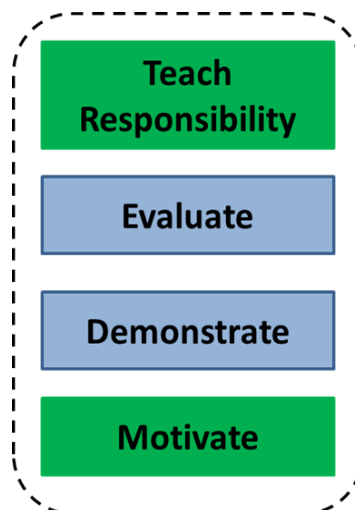 Teach
Responsibility
Evaluate
Demonstrate
Motivate